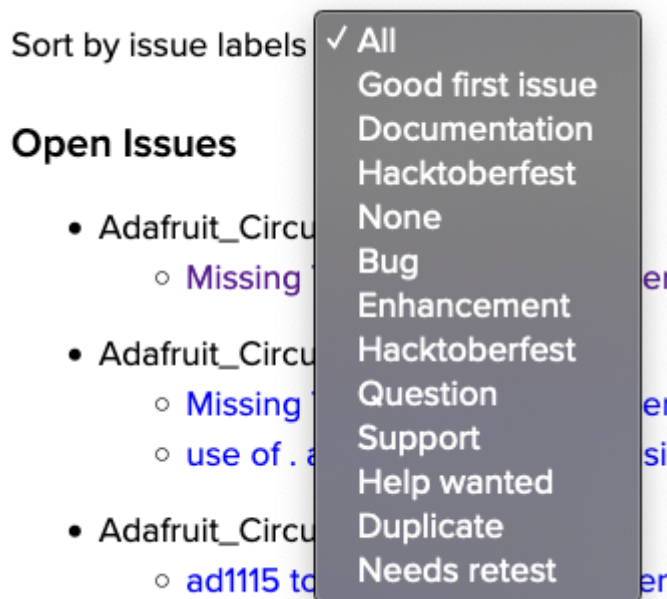 Sort by issue labels ✓ All
Good first issue
Documentation
Open Issues
Hacktoberfest
None
Adafruit_Circu
Bug
Missing
Enhancement
Adafruit_Circu
Hacktoberfest
Question
Missing
Support
use of .
Help wanted
Adafruit_Circu
Duplicate
Needs retest
ad1115 to